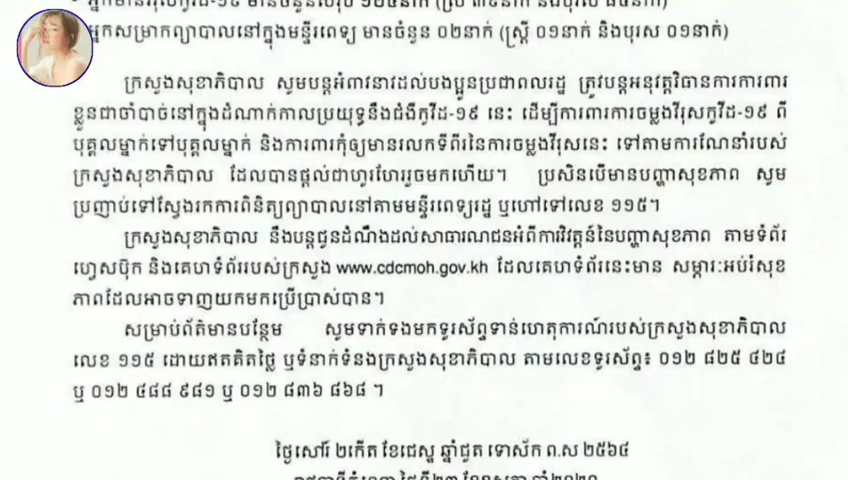 អ្នកសម្រាកព្យាបាលនៅក្នុងមន្ទីរពេទ្យ មានចំនួន ០២នាក់ (ស្ត្រី ០១នាក់ និងបុរស ០១នាក់)
ក្រសួងសុខាភិបាល សូមបន្តអំពាវនាវដល់បងប្អូនប្រជាពលរដ្ឋ ត្រូវបន្តអនុវត្តវិធានការការពារ
ខ្លួនជាចាំបាច់នៅក្នុងដំណាក់កាលប្រយុទ្ធនឹងជំងឺកូវីដ-១៩ នេះ ដើម្បីការពារការចម្លងវីរុសកូវីដ-១៩ ពី
បុគ្គលម្នាក់ទៅបុគ្គលម្នាក់ និងការពារកុំឲ្យមានរលកទីពីរនៃការចម្លងវីរុសនេះ ទៅតាមការណែនាំរបស់
ក្រសួងសុខាភិបាល ដែលបានផ្តល់ជាហូរហែររួចមកហើយ។ ប្រសិនបើមានបញ្ហាសុខភាព សូម
ប្រញាប់ទៅស្វែងរកការពិនិត្យព្យាបាលនៅតាមមន្ទីរពេទ្យរដ្ឋ ឬហៅទៅលេខ ១១៥។
ក្រសួងសុខាភិបាល នឹងបន្តជូនដំណឹងដល់សាធារណជនអំពីការវិវត្តន៍នៃបញ្ហាសុខភាព តាមទំព័រ
ហ្វេសប៊ុក និងគេហទំព័ររបស់ក្រសួង www.cdcmoh.gov.kh ដែលគេហទំព័រនេះមាន សម្ភារៈអប់រំសុខ
ភាពដែលអាចទាញយកមកប្រើប្រាស់បាន។
សម្រាប់ព័ត៌មានបន្ថែម សូមទាក់ទងមកទូរស័ព្ទទាន់ហេតុការណ៍របស់ក្រសួងសុខាភិបាល
លេខ ១១៥ ដោយឥតគិតថ្លៃ ឬទំនាក់ទំនងក្រសួងសុខាភិបាល តាមលេខទូរស័ព្ទ៖ ០១២ ៨២៥ ៤២៤
ឬ ០១២ ៤៨៨ ៩៨១ ឬ ០១២ ៨៣៦ ៨៦៨ ។
ថ្ងៃសៅរ៍ ២កើត ខែជេស្ឋ ឆ្នាំជូត ទោស័ក ព.ស ២៥៦៤